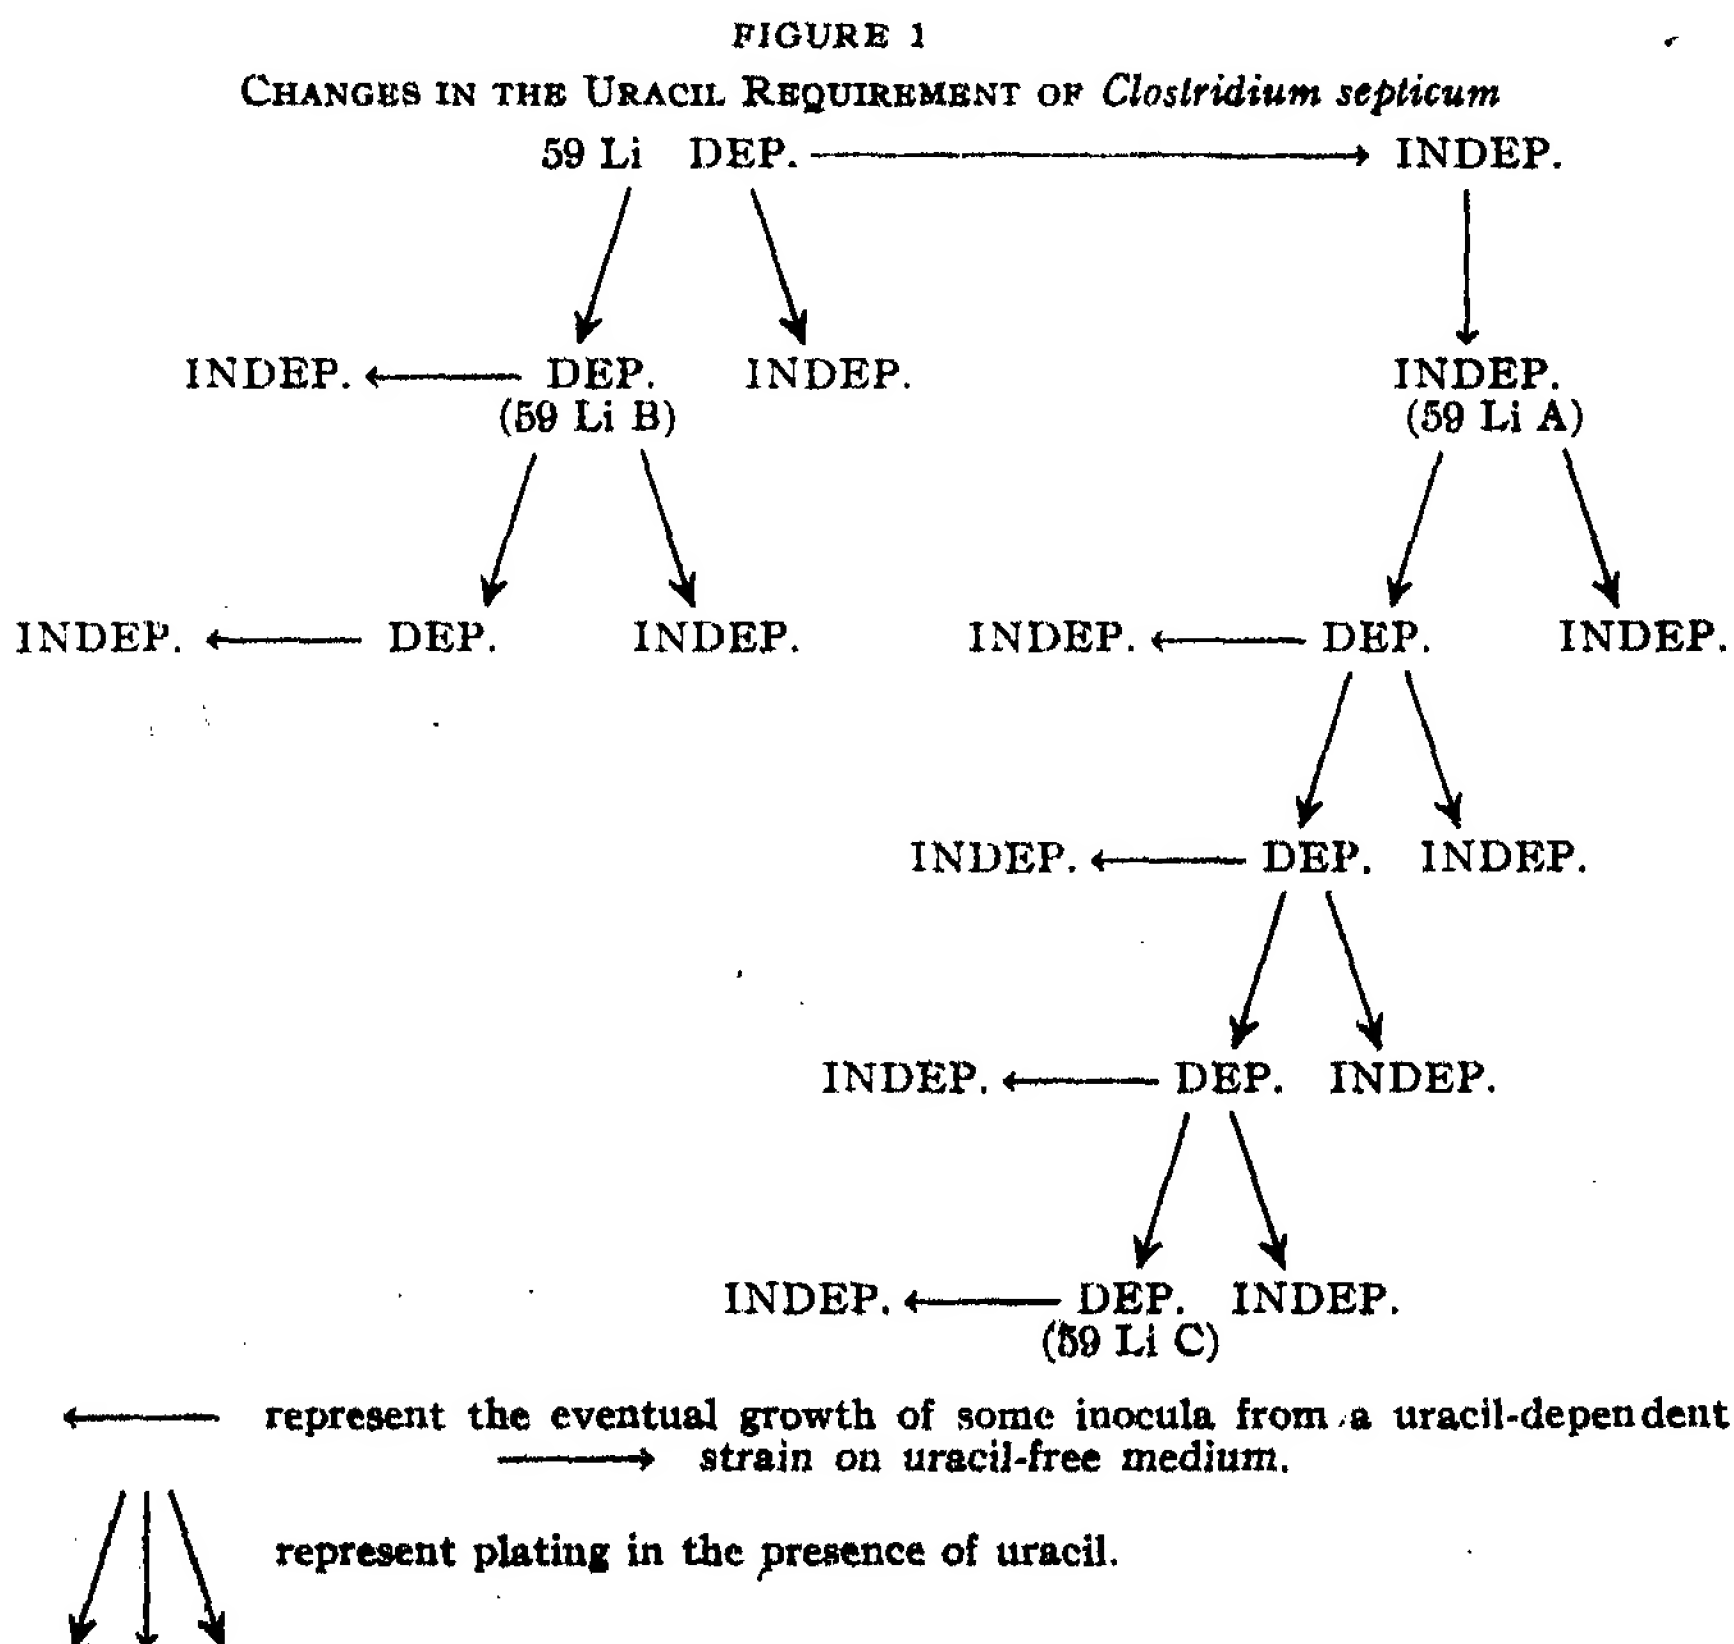 FIGURE 1
CHANGES IN THE URACIL REQUIREMENT OF Clostridium septicum
59 Li DEP. INDEP.
INDEP. DEP. INDEP. INDEP.
(59 Li B) (59 Li A)
INDEP. DEP. INDEP. INDEP. DEP. INDEP.
INDEP. DEP. INDEP.
INDEP. DEP. INDEP.
INDEP. DEP. INDEP.
(59 Li C)
represent the eventual growth of some inocula from a uracil-dependent
strain on uracil-free medium.
represent plating in the presence of uracil.